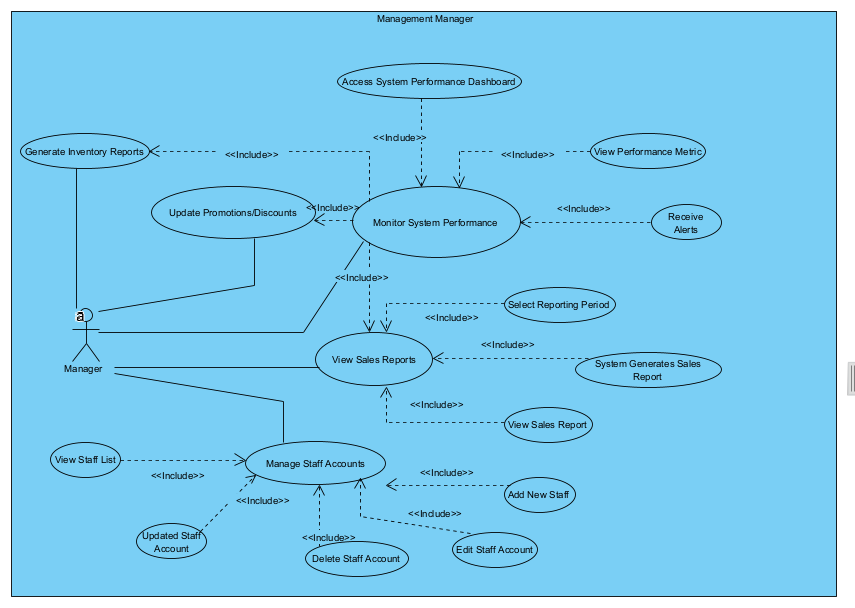 Management Manager
Access System Performance Dashboard
<<Include>>
Generate Inventory Reports
<<Include>>
<<Include>>
View Performance Metric
Update Promotions/Discounts
<<Include>>
Monitor System Performance
<<Include>>
Receive
Alerts
<<Include>>
Select Reporting Period
<<Include>>
a
Manager
View Sales Reports
<<Include>>
System Generates Sales
Report
<<Include>>
View Sales Report
View Staff List
<<Include>>
Manage Staff Accounts
<<Include>>
Add New Staff
<<Include>>
<<Include>>
Updated Staff
Account
<<Include>>
Delete Staff Account
Edit Staff Account